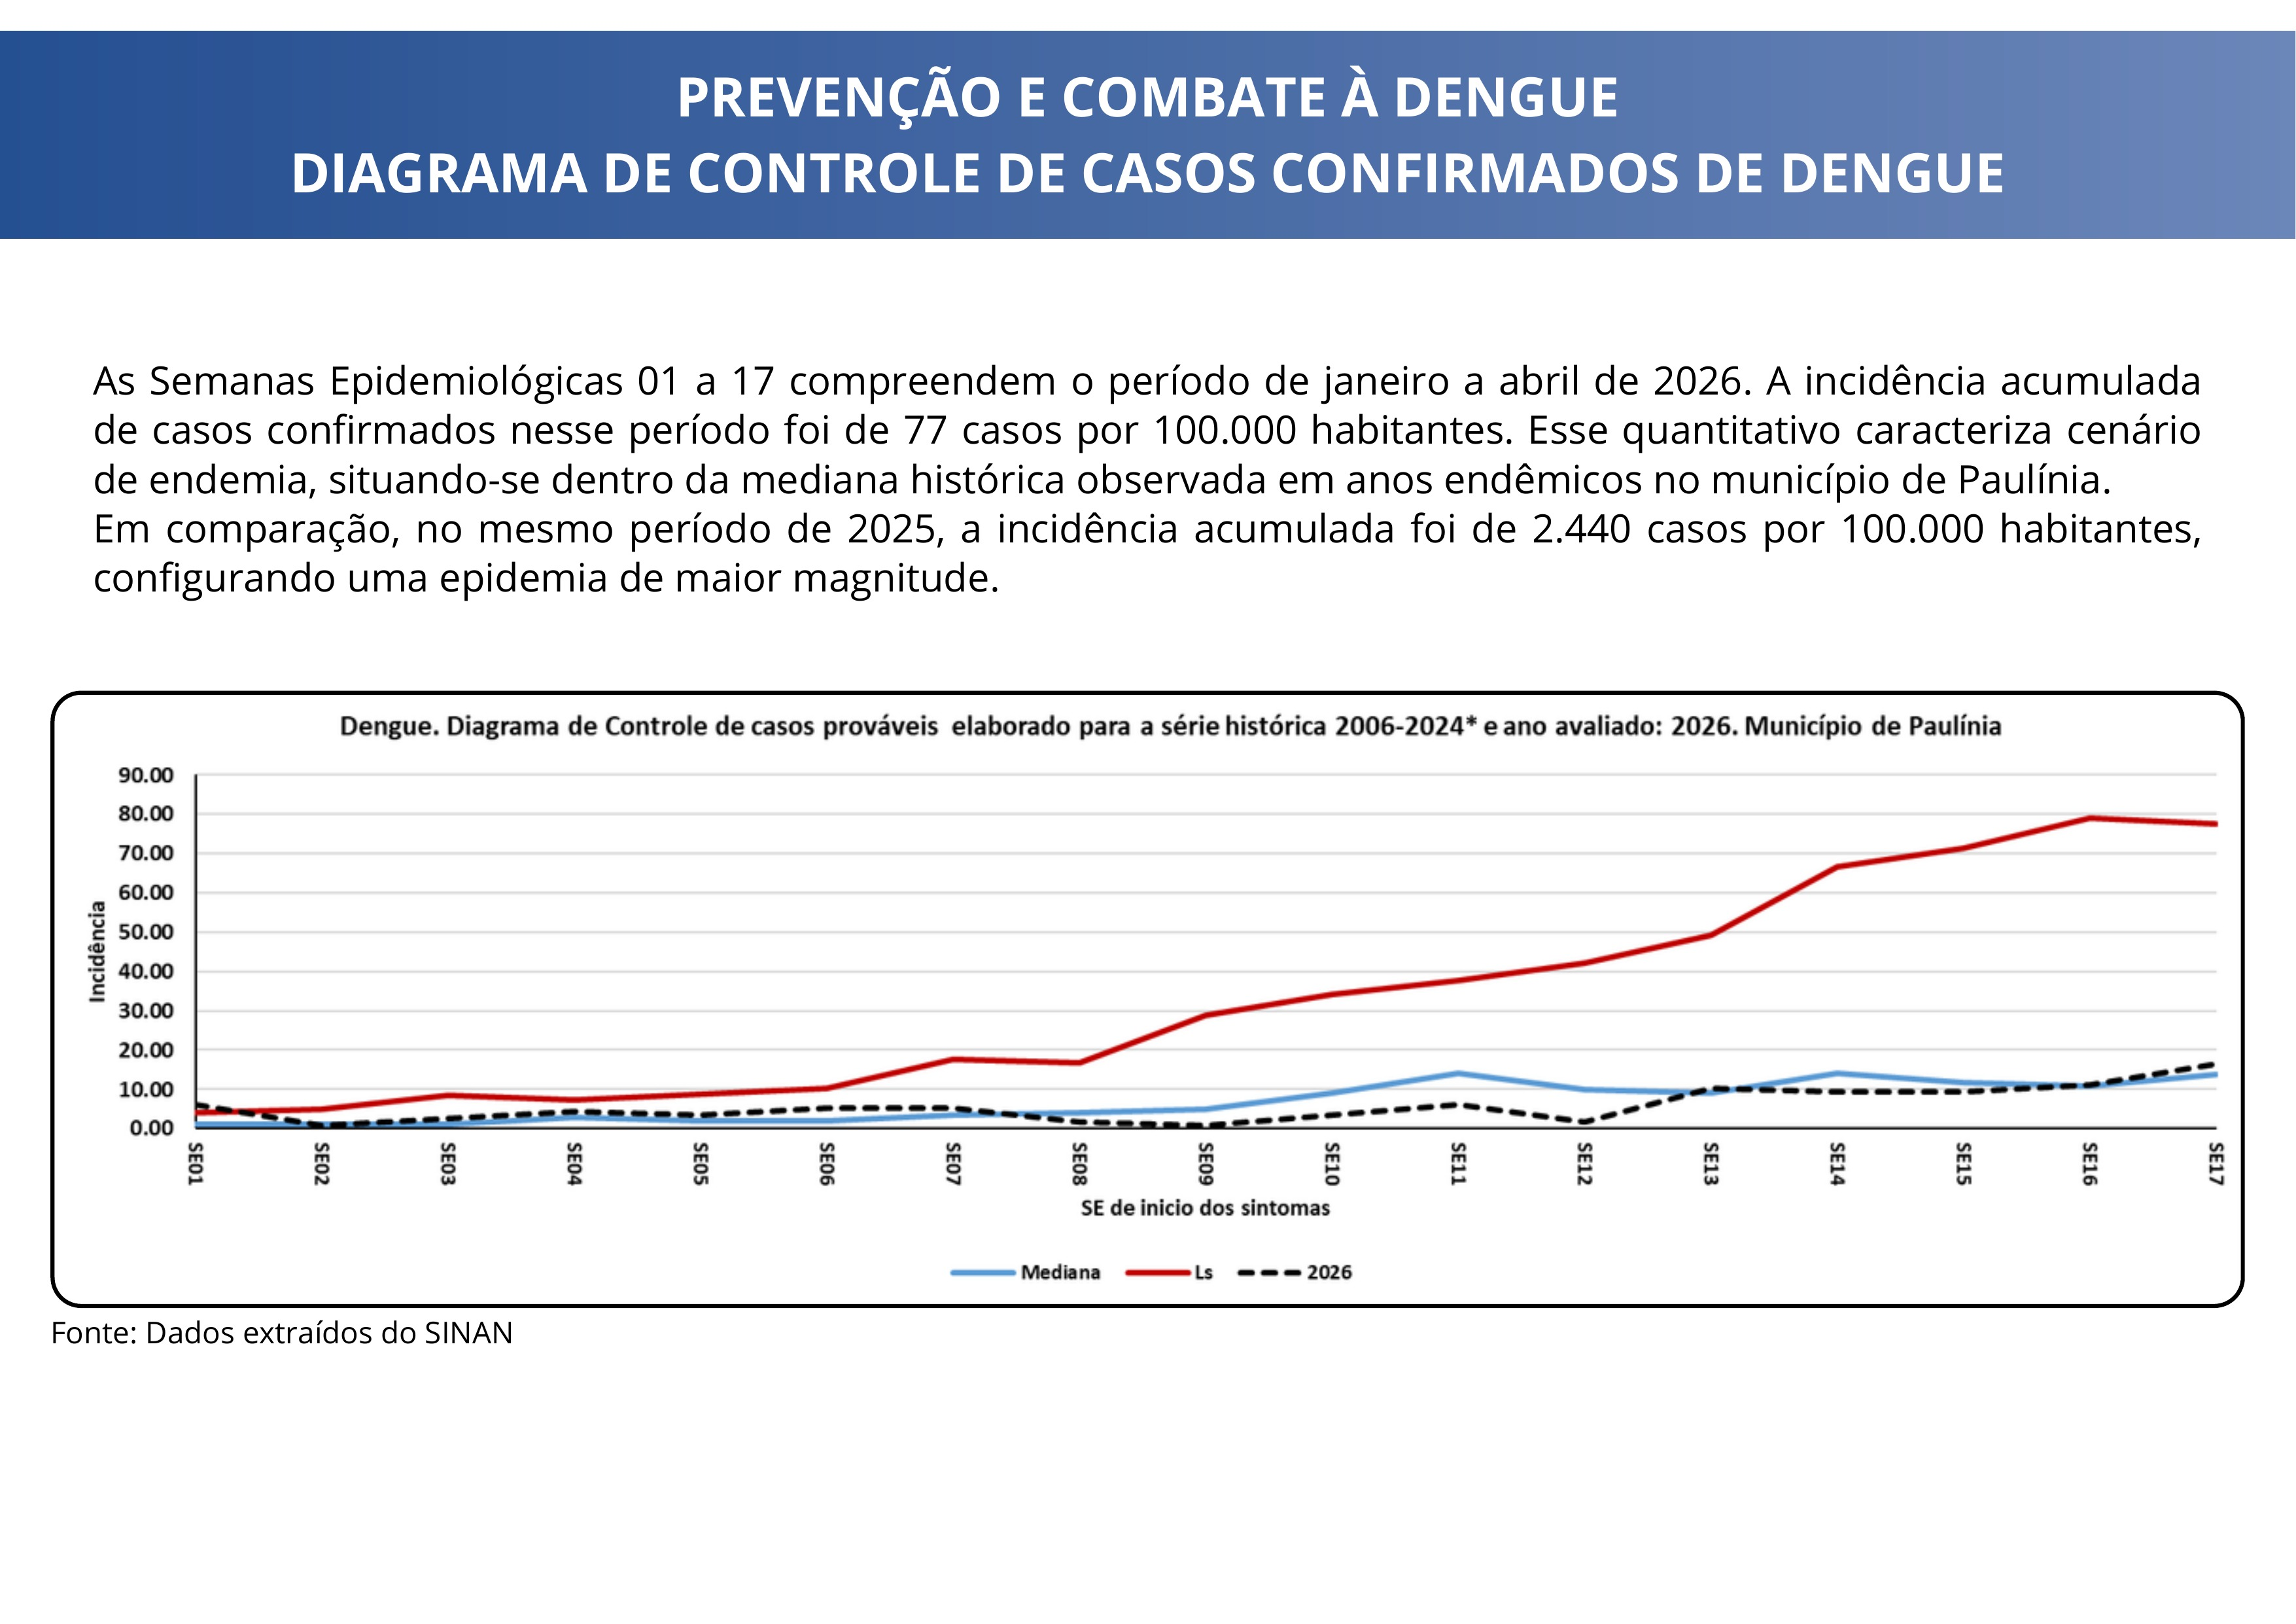 PREVENÇÃO E COMBATE À DENGUE
DIAGRAMA DE CONTROLE DE CASOS CONFIRMADOS DE DENGUE
As Semanas Epidemiológicas 01 a 17 compreendem o período de janeiro a abril de 2026. A incidência acumulada
de casos confirmados nesse período foi de 77 casos por 100.000 habitantes. Esse quantitativo caracteriza cenário
de endemia, situando-se dentro da mediana histórica observada em anos endêmicos no município de Paulínia.
Em comparação, no mesmo período de 2025, a incidência acumulada foi de 2.440 casos por 100.000 habitantes,
configurando uma epidemia de maior magnitude.
Dengue. Diagrama de Controle de casos prováveis elaborado para a série histórica 2006-2024* e ano avaliado: 2026. Município de Paulínia
Incidência
90.00
80.00
70.00
60.00
50.00
40.00
30.00
20.00
10.00
0.00
SE01
SE02
SE03
SE04
SE05
SE06
SE07
SE08
SE09
SE10
SE11
SE12
SE13
SE14
SE15
SE16
SE17
SE de inicio dos sintomas
Mediana
Ls
2026
Fonte: Dados extraídos do SINAN